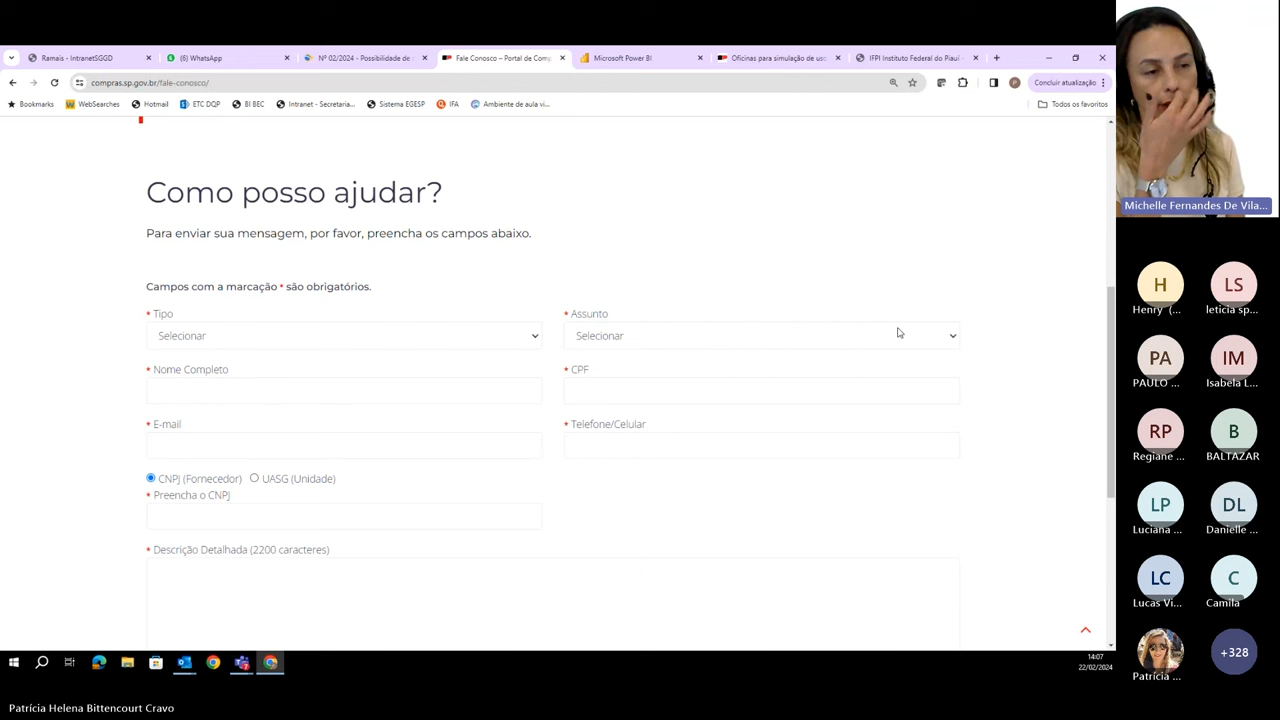 Ramais - IntranetSGGD
(6) WhatsApp
Nº 02/2024 - Possibilidade de
Fale Conosco – Portal de Comp
Microsoft Power BI
Oficinas para simulação de uso
IFPI Instituto Federal do Piauí -
compras.sp.gov.br/fale-conosco/
Concluir atualização
Bookmarks
WebSearches
Hotmail
ETC DQP
BI BEC
Intranet - Secretaria...
Sistema EGESP
IFA
Ambiente de aula vi...
Todos os favoritos
Como posso ajudar?
Para enviar sua mensagem, por favor, preencha os campos abaixo.
Campos com a marcação * são obrigatórios.
* Tipo
* Assunto
Selecionar
Selecionar
* Nome Completo
* CPF
* E-mail
* Telefone/Celular
CNPJ (Fornecedor) UASG (Unidade)
* Preencha o CNPJ
* Descrição Detalhada (2200 caracteres)
14:07
22/02/2024
Patrícia Helena Bittencourt Cravo
Michelle Fernandes De Vila...
H
Henry (...
LS
leticia sp...
PA
PAULO ...
IM
Isabela L...
RP
Regiane ...
B
BALTAZAR
LP
Luciana ...
DL
Danielle ...
LC
Lucas Vi...
C
Camila
Patrícia ...
+328